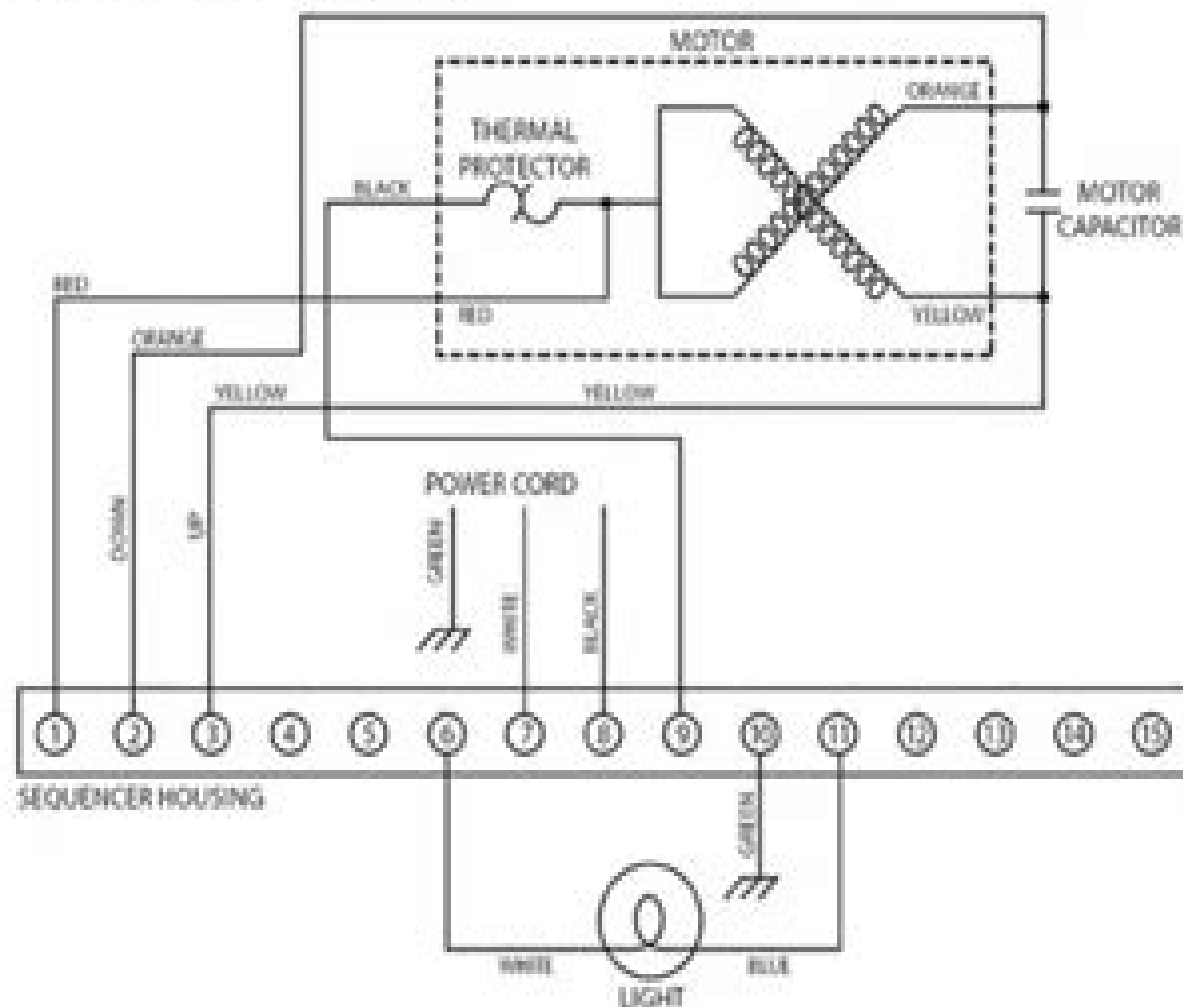 MOTOR
ORANGE
THERMAL
PROTECTOR
BLACK
MOTOR
CAPACITOR
RED
RED
YELLOW
ORANGE
YELLOW
YELLOW
POWER CORD
DOWN
UP
GREEN
WHITE
BLACK
1 2 3 4 5 6 7 8 9 10 11 12 13 14 15
SEQUENCER HOUSING
GREEN
WHITE
BLUE
LIGHT